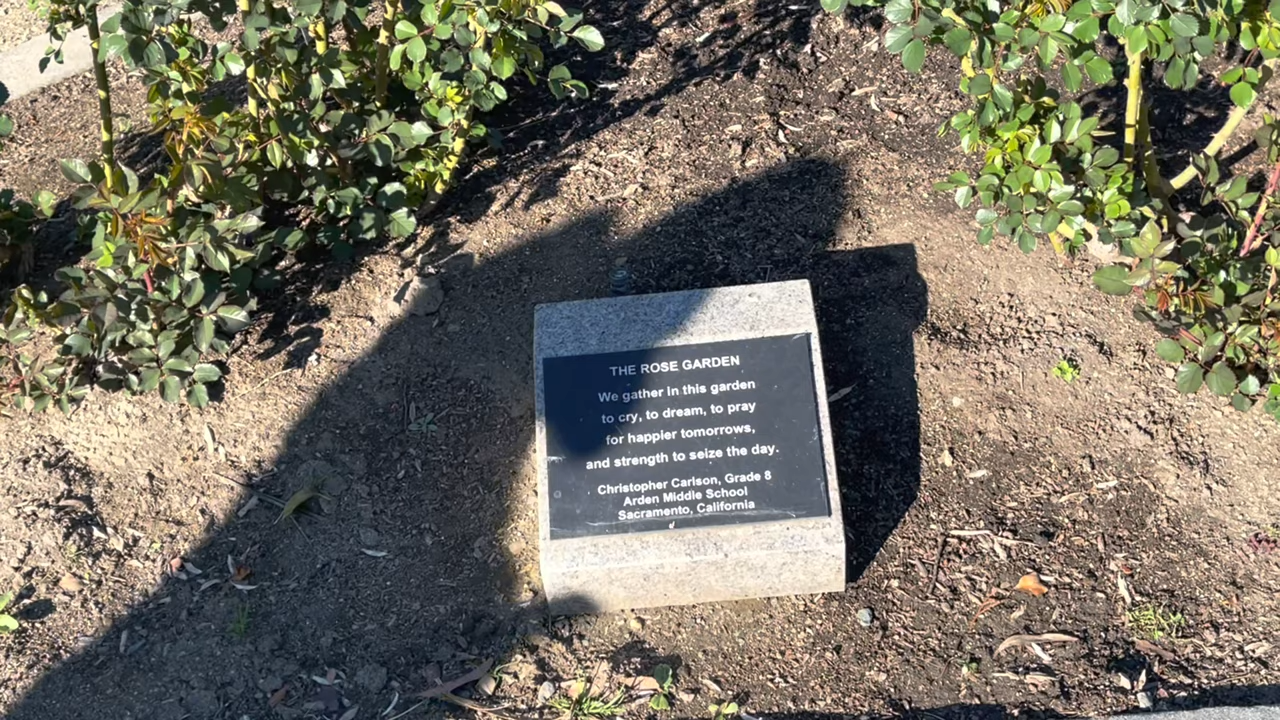 THE ROSE GARDEN
We gather in this garden
to cry, to dream, to pray
for happier tomorrows,
and strength to seize the day.
Christopher Carlson, Grade 8
Arden Middle School
Sacramento, California